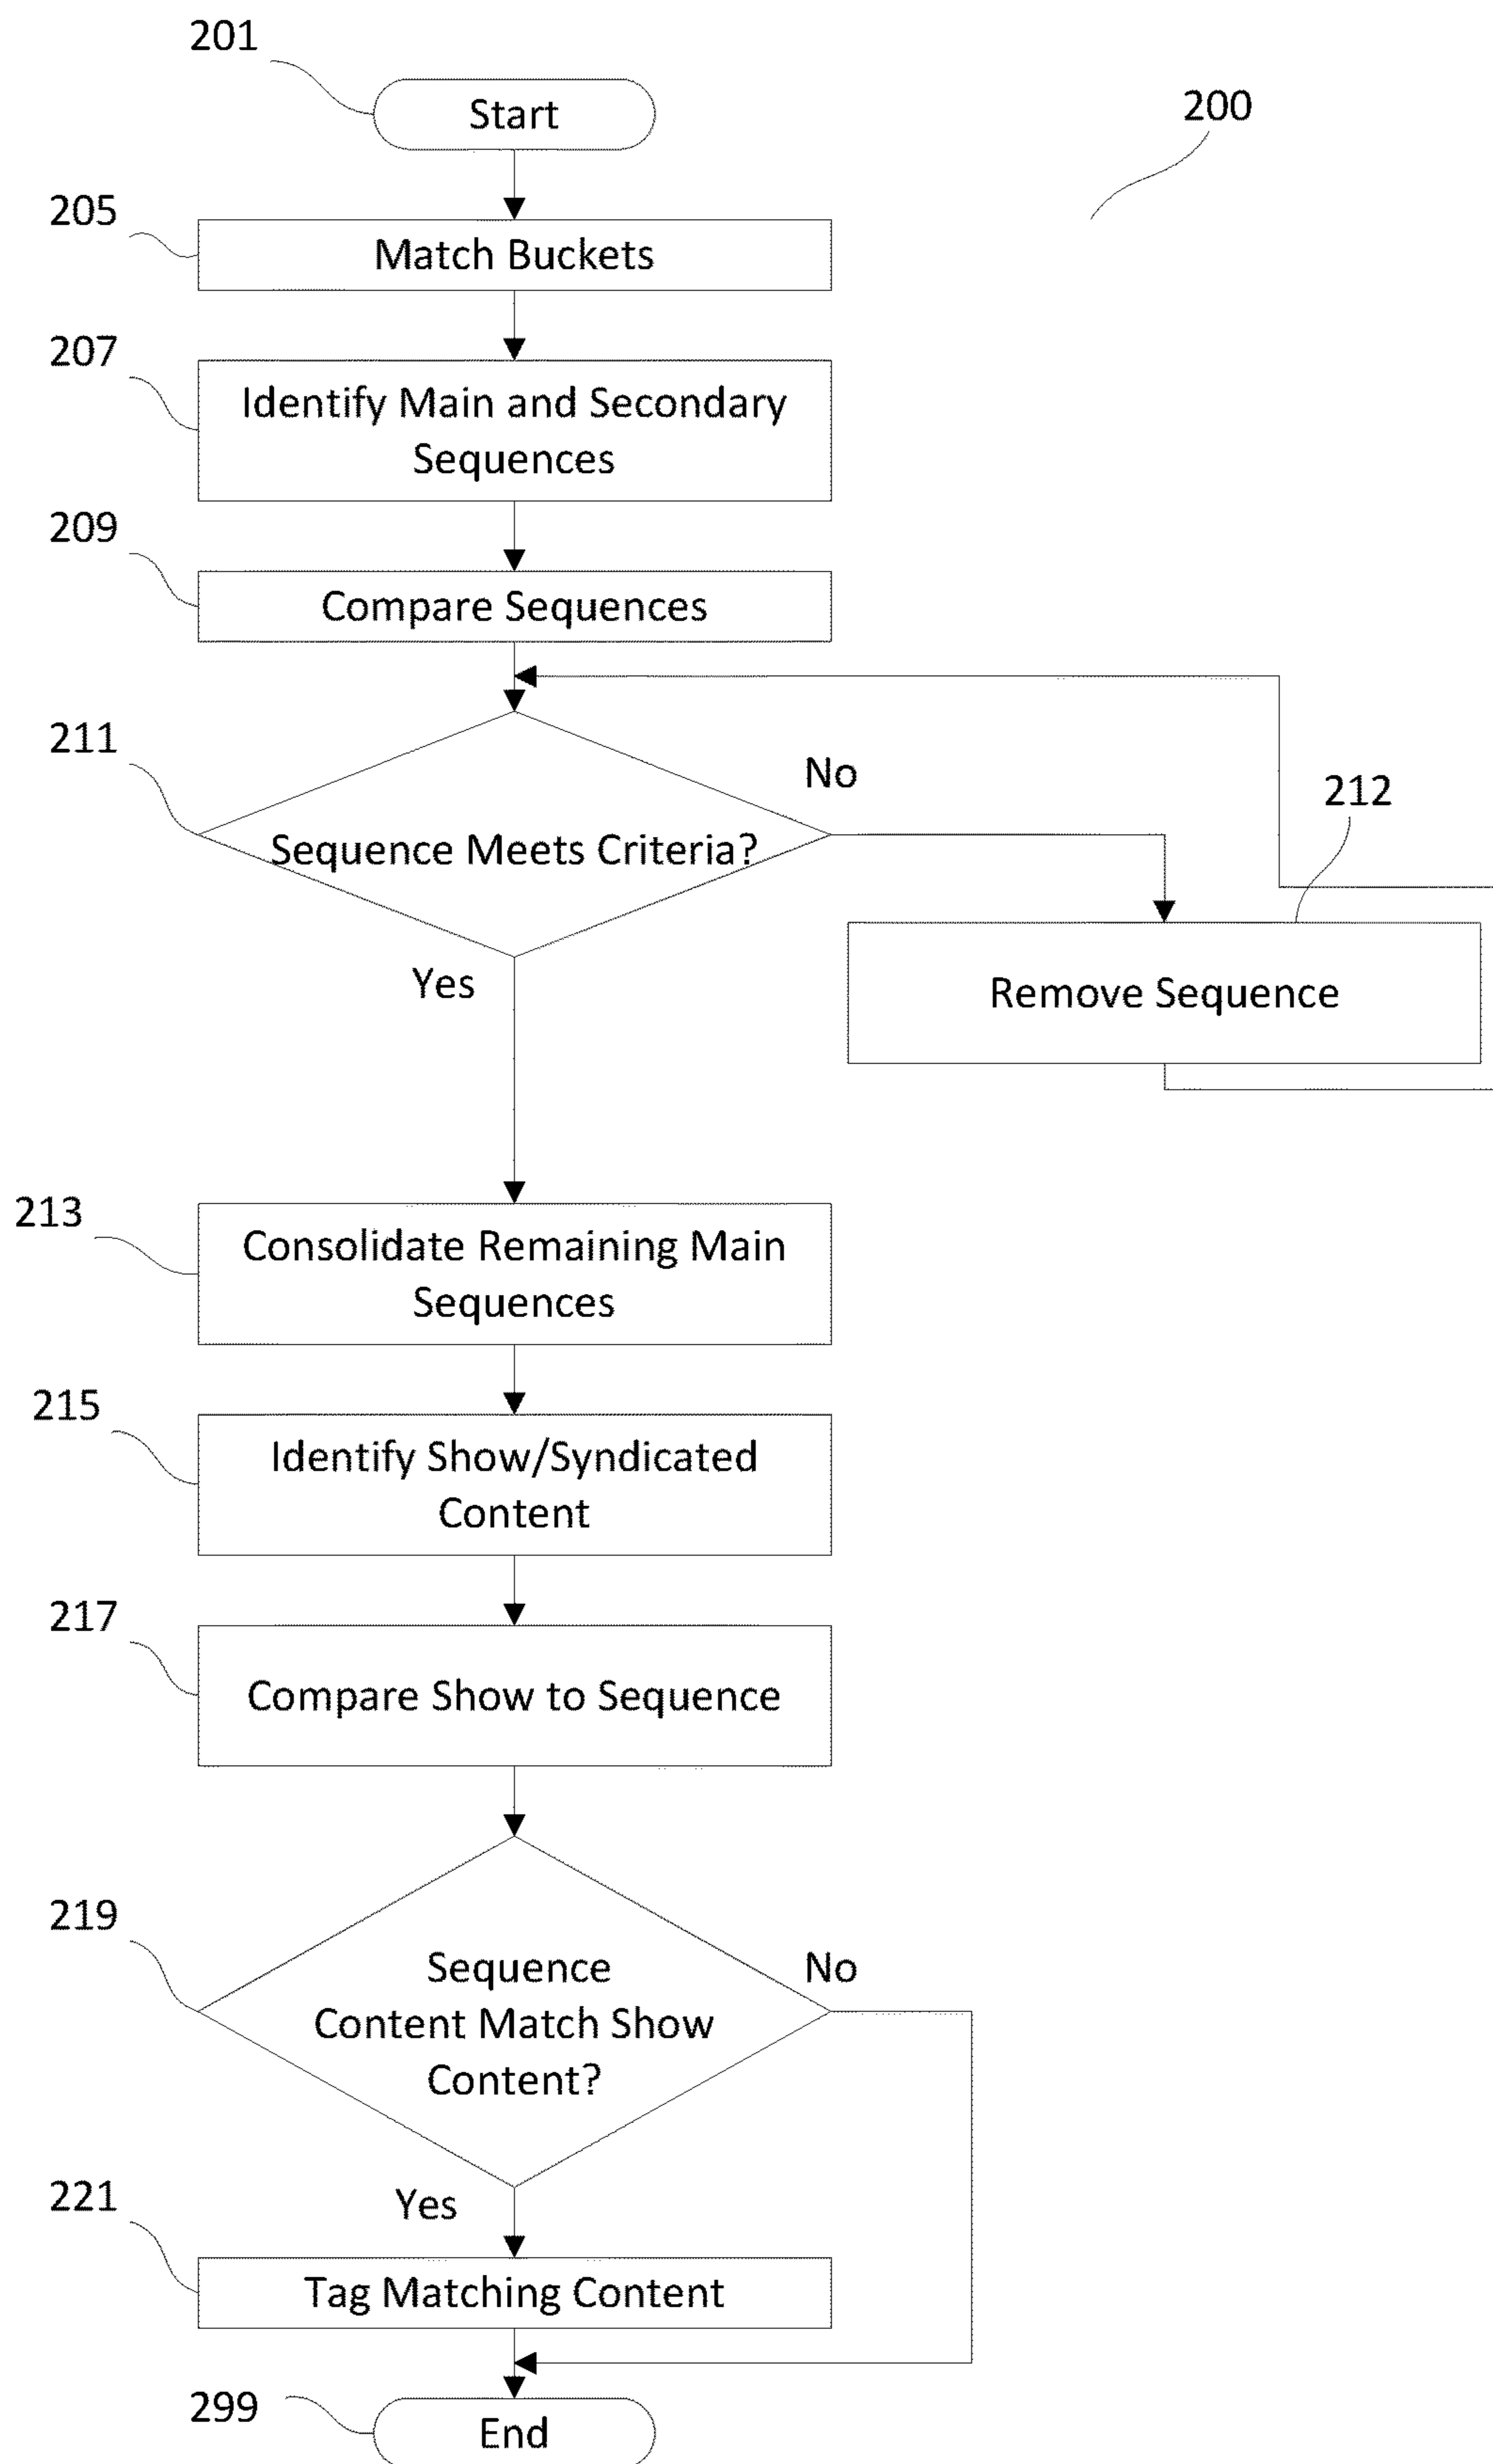 201
Start
200
205
Match Buckets
207
Identify Main and Secondary
Sequences
209
Compare Sequences
211
No
212
Sequence Meets Criteria?
Yes
Remove Sequence
213
Consolidate Remaining Main
Sequences
215
Identify Show/Syndicated
Content
217
Compare Show to Sequence
219
No
Sequence
Content Match Show
Content?
221
Yes
Tag Matching Content
299
End